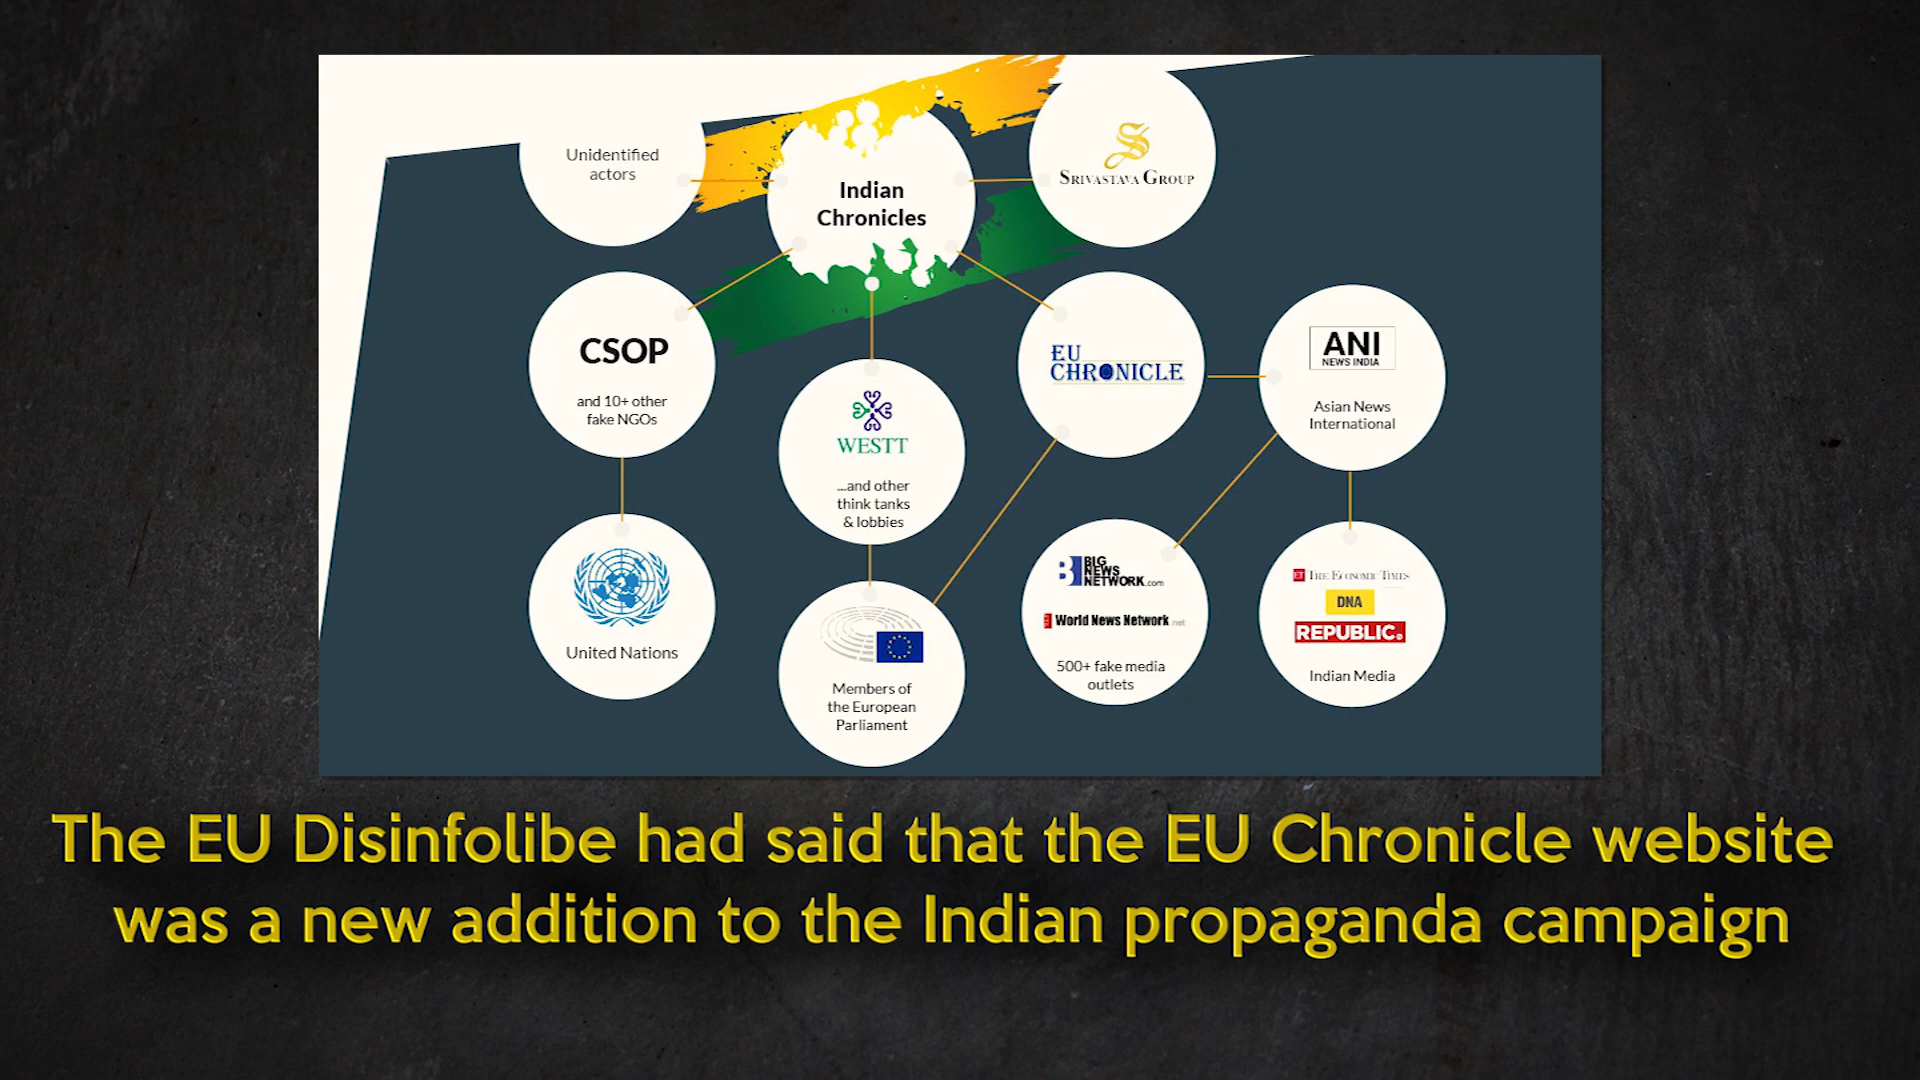 Unidentified
actors
Indian
Chronicles
S
SRIVASTAVA GROUP
CSOP
and 10+ other
fake NGOs
WESTT
...and other
think tanks
& lobbies
EU
CHRONICLE
ANI
NEWS INDIA
Asian News
International
United Nations
Members of
the European
Parliament
B BIG
NEWS
NETWORK.com
World News Network.net
500+ fake media
outlets
ET THE ECONOMIC TIMES
DNA
REPUBLIC.
Indian Media
The EU Disinfolibe had said that the EU Chronicle website
was a new addition to the Indian propaganda campaign